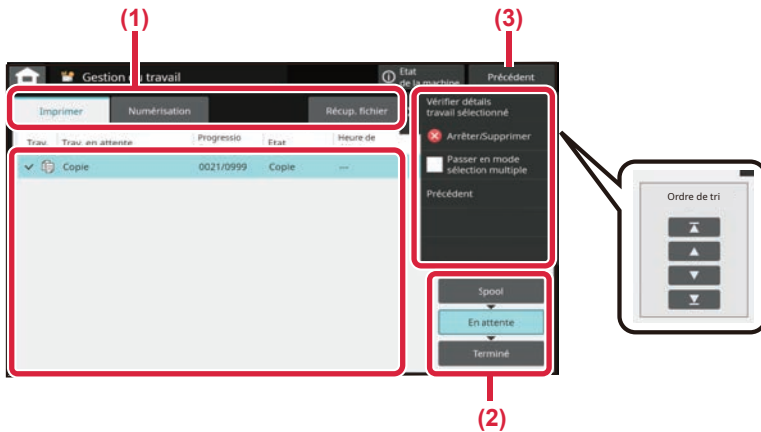 (1)
(3)
Gestion du travail
Etat
de la machine
Précédent
Imprimer
Numérisation
Récup. fichier
Vérifier détails
travail sélectionné
Arrêter/Supprimer
Passer en mode
sélection multiple
Précédent
Trav.
Trav. en attente
Progressio
Etat
Heure de
Copie
0021/0999
Copie
---
Ordre de tri
Spool
En attente
Terminé
(2)